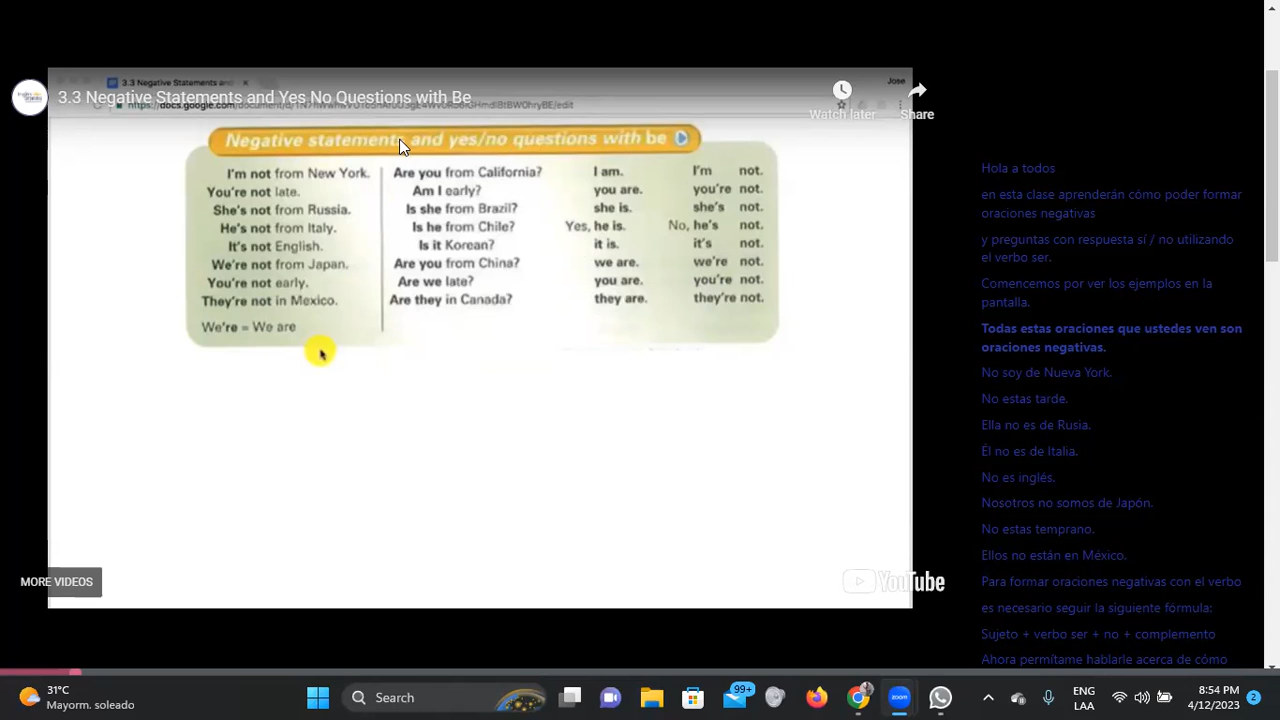 3.3 Negative Statements and
Jose
3.3 Negative Statements and Yes No Questions with Be
Watch later
Share
Negative statements and yes/no questions with be
I'm not from New York.
You're not late.
She's not from Russia.
He's not from Italy.
It's not English.
We're not from Japan.
You're not early.
They're not in Mexico.
We're = We are
Are you from California?
Am I early?
Is she from Brazil?
Is he from Chile?
Is it Korean?
Are you from China?
Are we late?
Are they in Canada?
I am.
you are.
she is.
Yes, he is.
it is.
we are.
you are.
they are.
I'm not.
you're not.
she's not.
No, he's not.
it's not.
we're not.
you're not.
they're not.
MORE VIDEOS
YouTube
Hola a todos
en esta clase aprenderán cómo poder formar
oraciones negativas
y preguntas con respuesta sí / no utilizando
el verbo ser.
Comencemos por ver los ejemplos en la
pantalla.
Todas estas oraciones que ustedes ven son
oraciones negativas.
No soy de Nueva York.
No estas tarde.
Ella no es de Rusia.
Él no es de Italia.
No es inglés.
Nosotros no somos de Japón.
No estas temprano.
Ellos no están en México.
Para formar oraciones negativas con el verbo
es necesario seguir la siguiente fórmula:
Sujeto + verbo ser + no + complemento
Ahora permítame hablarle acerca de cómo
31°C
Mayorm. soleado
Search
99+
zoom
ENG
LAA
8:54 PM
4/12/2023
2